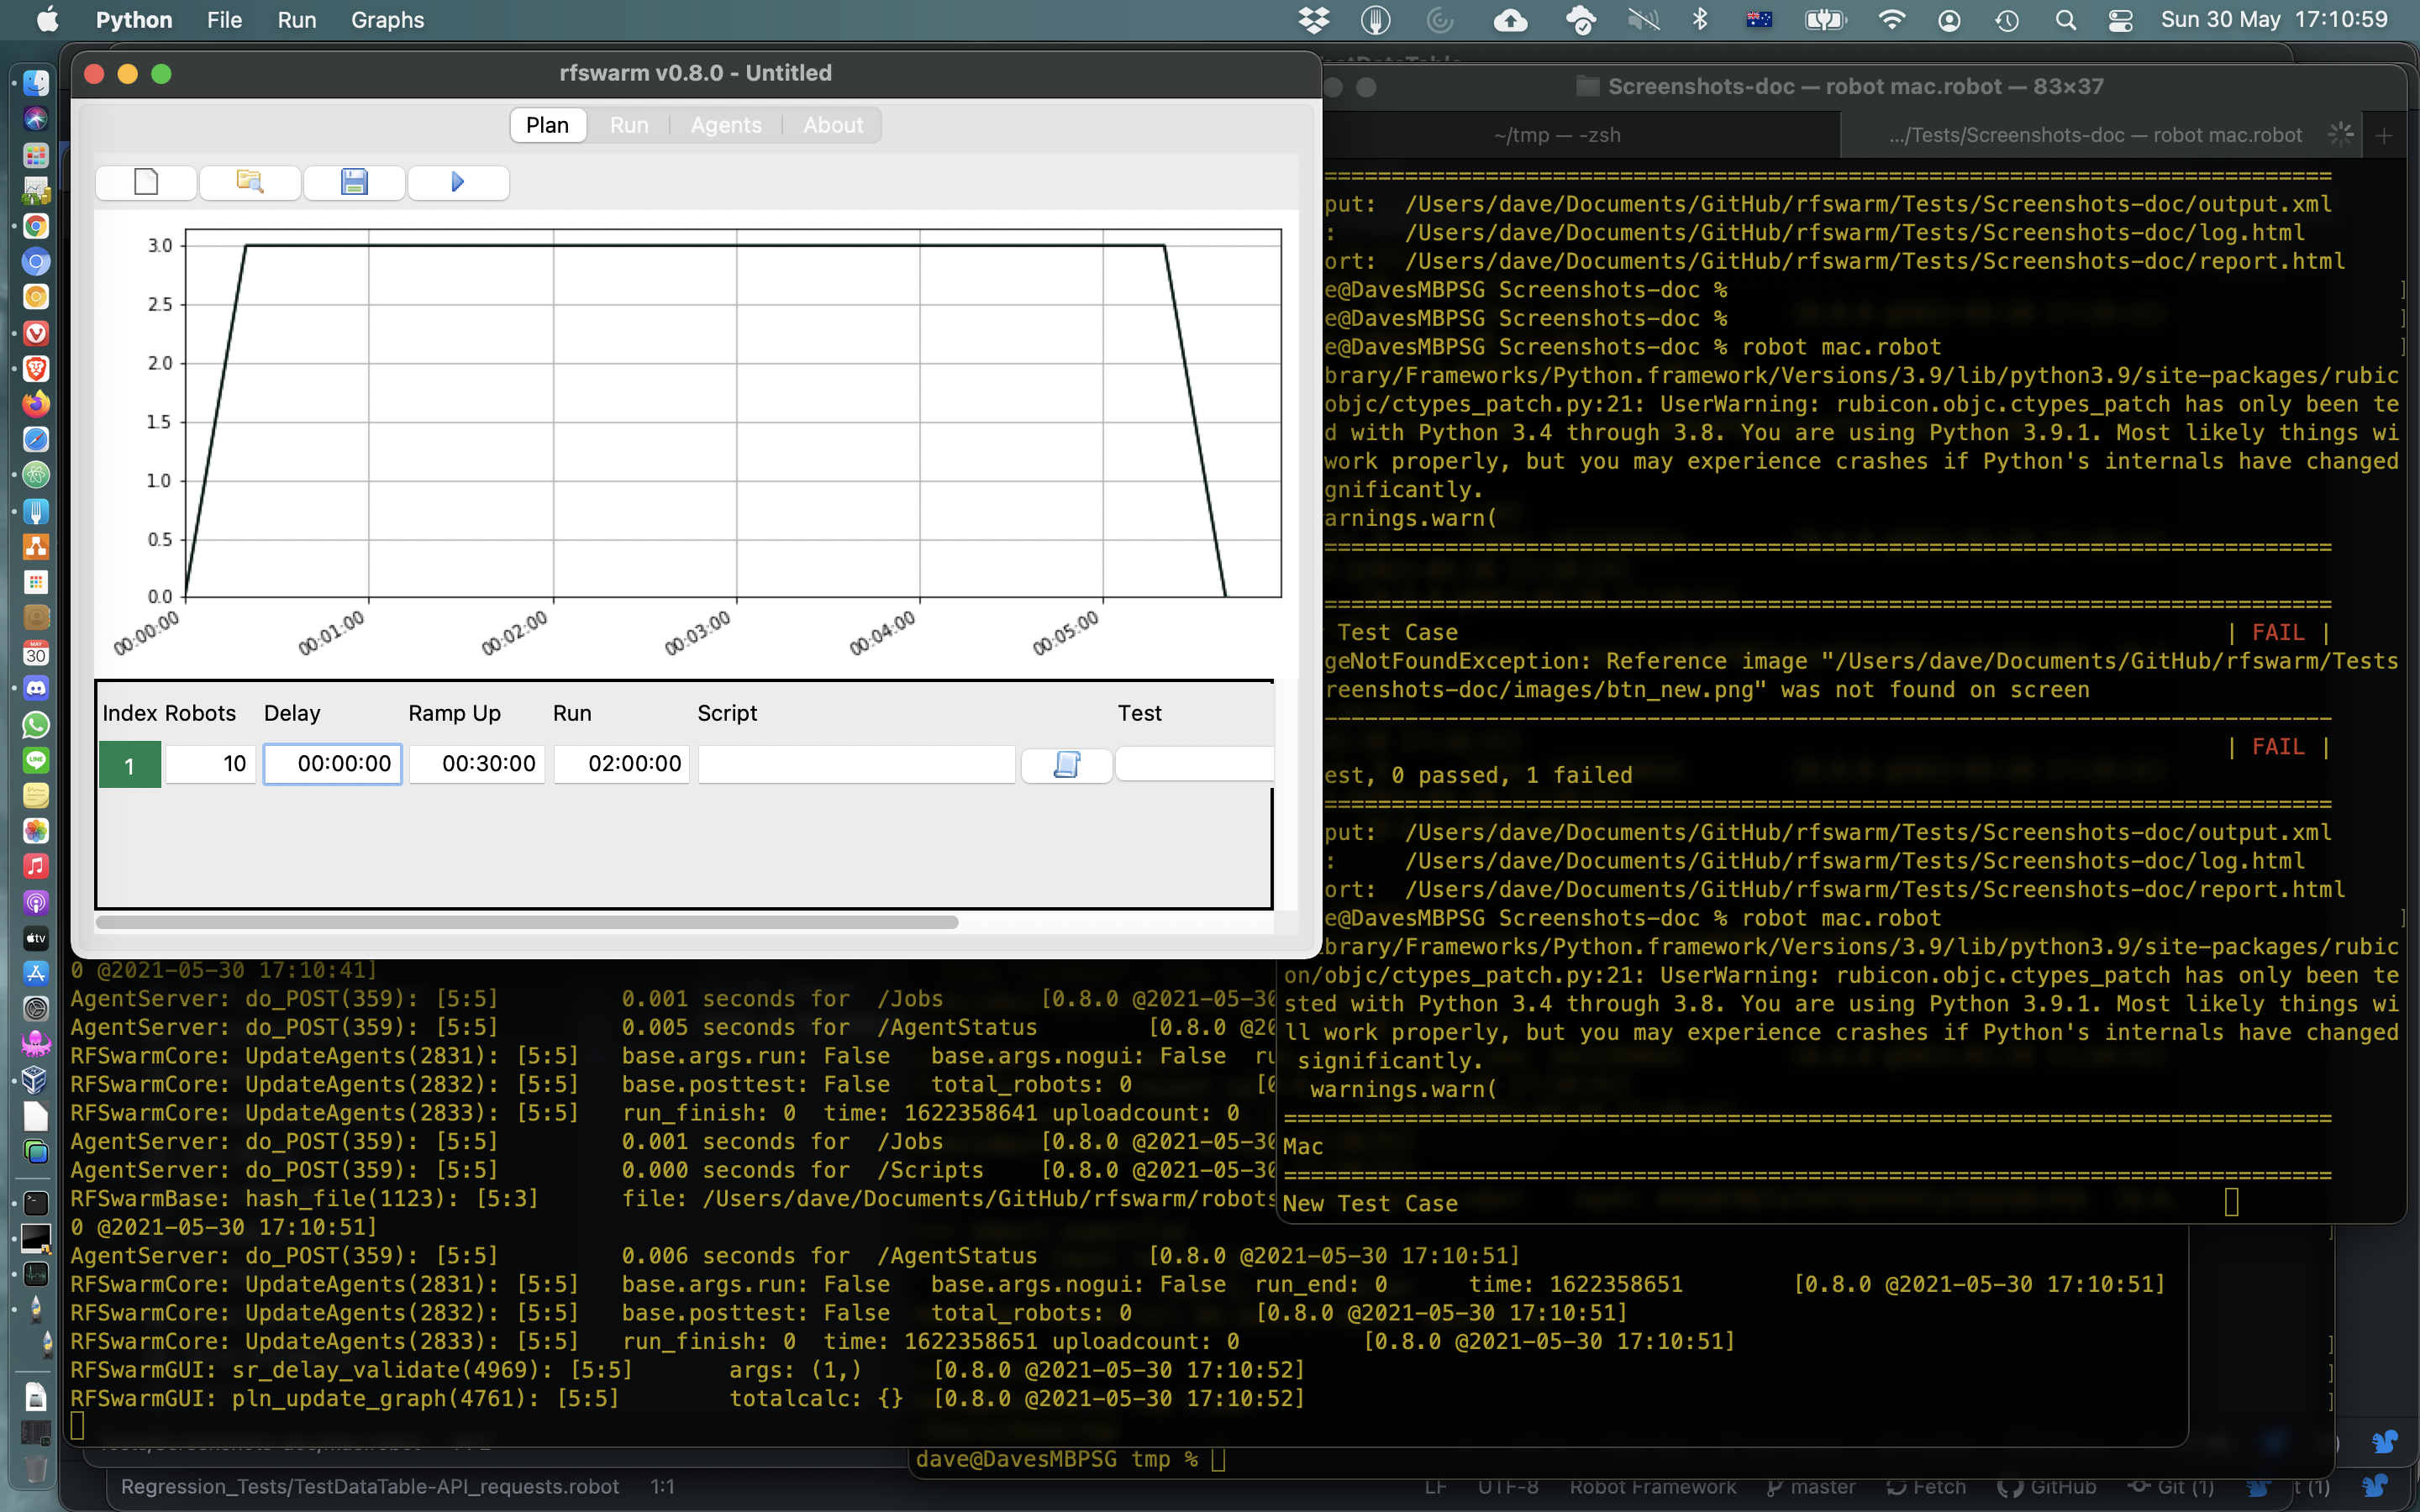 Python File Run Graphs Sun 30 May 17:10:59
rfswarm v0.8.0 - Untitled
Plan Run Agents About
3.0
2.5
2.0
1.5
1.0
0.5
0.0
00:00:00 00:01:00 00:02:00 00:03:00 00:04:00 00:05:00
Index Robots Delay Ramp Up Run Script Test
1 10 00:00:00 00:30:00 02:00:00
Screenshots-doc — robot mac.robot — 83×37
~/tmp — -zsh .../Tests/Screenshots-doc — robot mac.robot
==============================================================================
put: /Users/dave/Documents/GitHub/rfswarm/Tests/Screenshots-doc/output.xml
: /Users/dave/Documents/GitHub/rfswarm/Tests/Screenshots-doc/log.html
ort: /Users/dave/Documents/GitHub/rfswarm/Tests/Screenshots-doc/report.html
e@DavesMBPSG Screenshots-doc %
e@DavesMBPSG Screenshots-doc %
e@DavesMBPSG Screenshots-doc % robot mac.robot
brary/Frameworks/Python.framework/Versions/3.9/lib/python3.9/site-packages/rubic
objc/ctypes_patch.py:21: UserWarning: rubicon.objc.ctypes_patch has only been te
d with Python 3.4 through 3.8. You are using Python 3.9.1. Most likely things wi
work properly, but you may experience crashes if Python's internals have changed
gnificantly.
arnings.warn(
==============================================================================
==============================================================================
Test Case | FAIL |
geNotFoundException: Reference image "/Users/dave/Documents/GitHub/rfswarm/Tests
reenshots-doc/images/btn_new.png" was not found on screen
------------------------------------------------------------------------------
| FAIL |
est, 0 passed, 1 failed
==============================================================================
put: /Users/dave/Documents/GitHub/rfswarm/Tests/Screenshots-doc/output.xml
: /Users/dave/Documents/GitHub/rfswarm/Tests/Screenshots-doc/log.html
ort: /Users/dave/Documents/GitHub/rfswarm/Tests/Screenshots-doc/report.html
e@DavesMBPSG Screenshots-doc % robot mac.robot
brary/Frameworks/Python.framework/Versions/3.9/lib/python3.9/site-packages/rubic
on/objc/ctypes_patch.py:21: UserWarning: rubicon.objc.ctypes_patch has only been te
sted with Python 3.4 through 3.8. You are using Python 3.9.1. Most likely things wi
ll work properly, but you may experience crashes if Python's internals have changed
significantly.
warnings.warn(
==============================================================================
Mac
==============================================================================
New Test Case
0 @2021-05-30 17:10:41]
AgentServer: do_POST(359): [5:5] 0.001 seconds for /Jobs [0.8.0 @2021-05-30
AgentServer: do_POST(359): [5:5] 0.005 seconds for /AgentStatus [0.8.0 @20
RFSwarmCore: UpdateAgents(2831): [5:5] base.args.run: False base.args.nogui: False ru
RFSwarmCore: UpdateAgents(2832): [5:5] base.posttest: False total_robots: 0 [0
RFSwarmCore: UpdateAgents(2833): [5:5] run_finish: 0 time: 1622358641 uploadcount: 0
AgentServer: do_POST(359): [5:5] 0.001 seconds for /Jobs [0.8.0 @2021-05-30
AgentServer: do_POST(359): [5:5] 0.000 seconds for /Scripts [0.8.0 @2021-05-30
RFSwarmBase: hash_file(1123): [5:3] file: /Users/dave/Documents/GitHub/rfswarm/robots
0 @2021-05-30 17:10:51]
AgentServer: do_POST(359): [5:5] 0.006 seconds for /AgentStatus [0.8.0 @2021-05-30 17:10:51]
RFSwarmCore: UpdateAgents(2831): [5:5] base.args.run: False base.args.nogui: False run_end: 0 time: 1622358651 [0.8.0 @2021-05-30 17:10:51]
RFSwarmCore: UpdateAgents(2832): [5:5] base.posttest: False total_robots: 0 [0.8.0 @2021-05-30 17:10:51]
RFSwarmCore: UpdateAgents(2833): [5:5] run_finish: 0 time: 1622358651 uploadcount: 0 [0.8.0 @2021-05-30 17:10:51]
RFSwarmGUI: sr_delay_validate(4969): [5:5] args: (1,) [0.8.0 @2021-05-30 17:10:52]
RFSwarmGUI: pln_update_graph(4761): [5:5] totalcalc: {} [0.8.0 @2021-05-30 17:10:52]
dave@DavesMBPSG tmp %
Regression_Tests/TestDataTable-API_requests.robot 1:1 LF UTF-8 Robot Framework master Fetch GitHub Git (1) t (1)